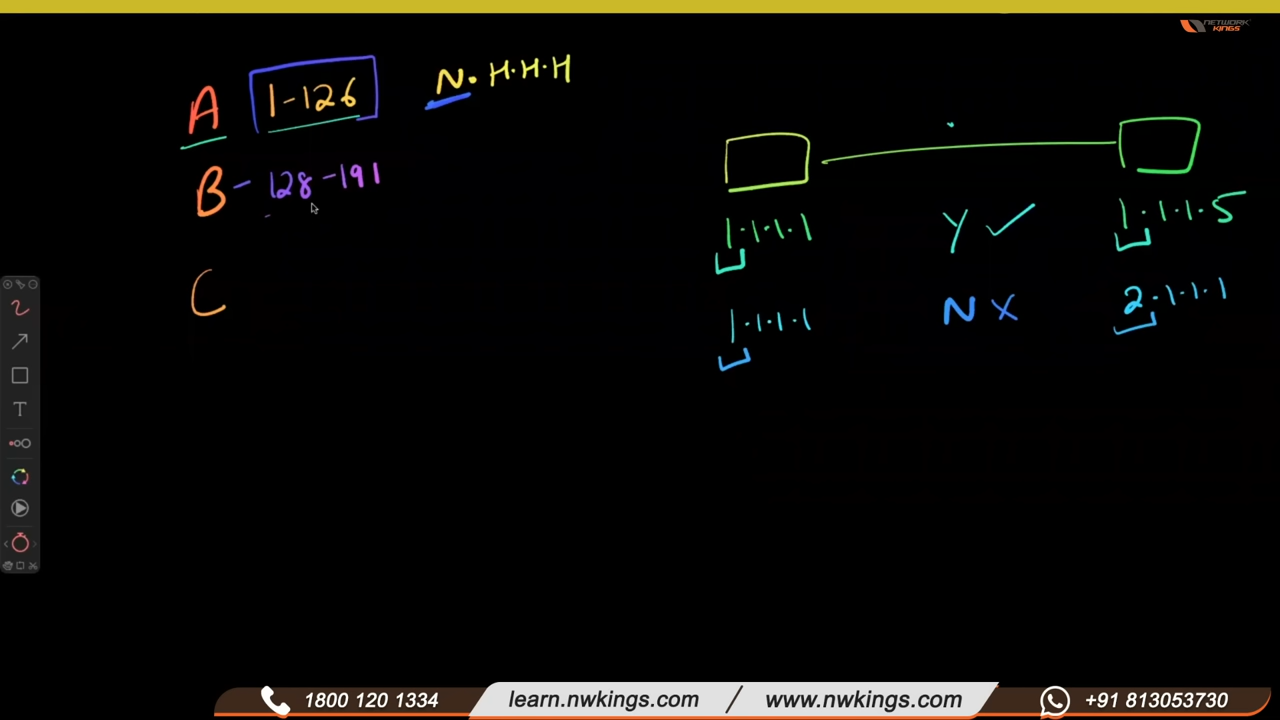 NETWORK
KINGS
A 1-126 N.H.H.H
B - 128-191
C
1.1.1.1 Y ✓ 1.1.1.5
1.1.1.1 N X 2.1.1.1
T
1800 120 1334 learn.nwkings.com / www.nwkings.com +91 813053730